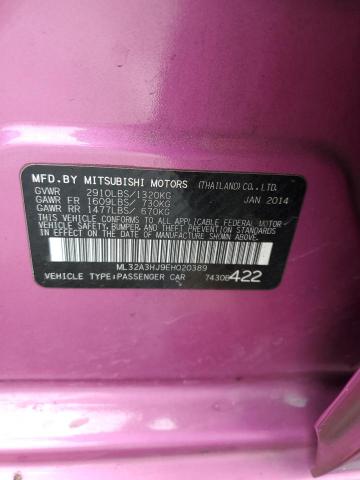 MFD.BY MITSUBISHI MOTORS (THAILAND)CO.,LTD.
GVWR 2910LBS/1320KG JAN 2014
GAWR FR 1609LBS/ 730KG
GAWR RR 1477LBS/ 670KG
THIS VEHICLE CONFORMS TO ALL APPLICABLE FEDERAL MOTOR
VEHICLE SAFETY, BUMPER, AND THEFT PREVENTION STANDARDS
IN EFFECT ON THE DATE OF MANUFACTURE SHOWN ABOVE.
ML32A3HJ9EH020389
VEHICLE TYPE:PASSENGER CAR 7430B422